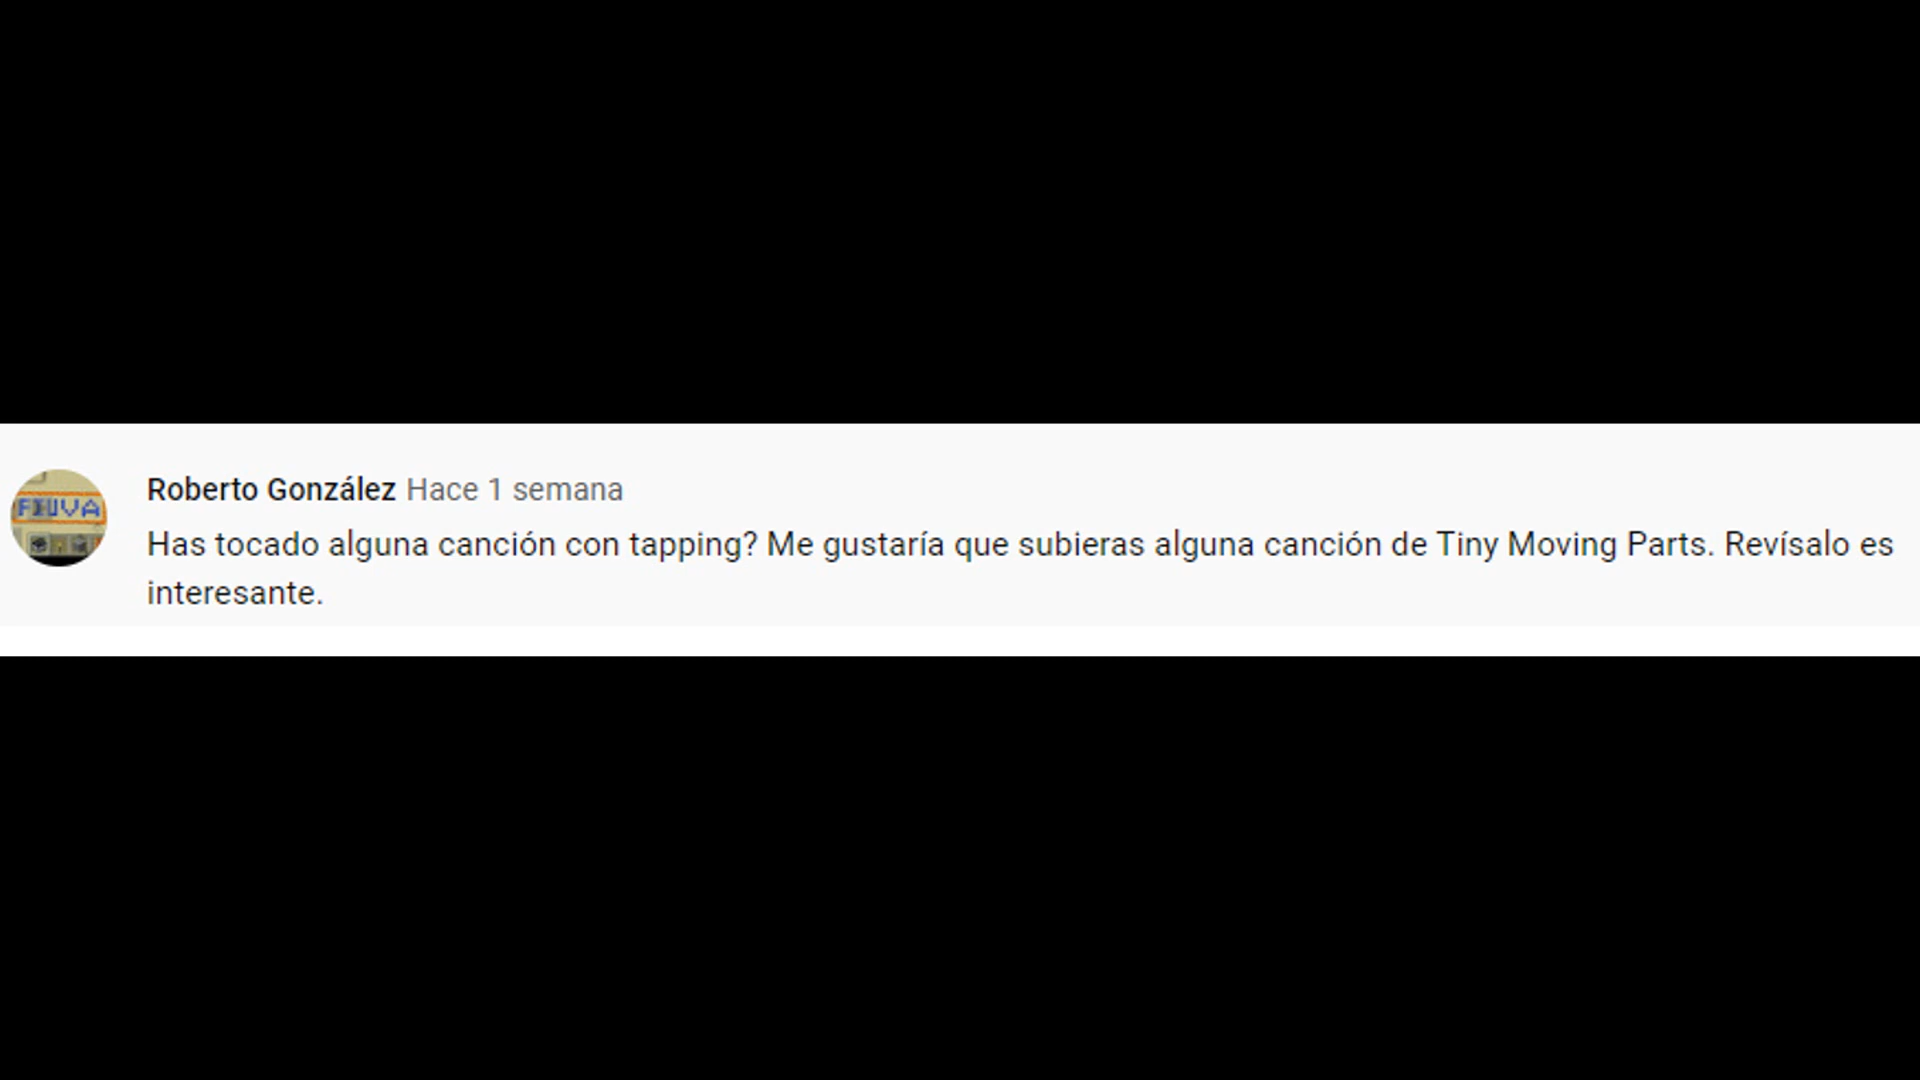 Roberto González Hace 1 semana
Has tocado alguna canción con tapping? Me gustaría que subieras alguna canción de Tiny Moving Parts. Revísalo es
interesante.